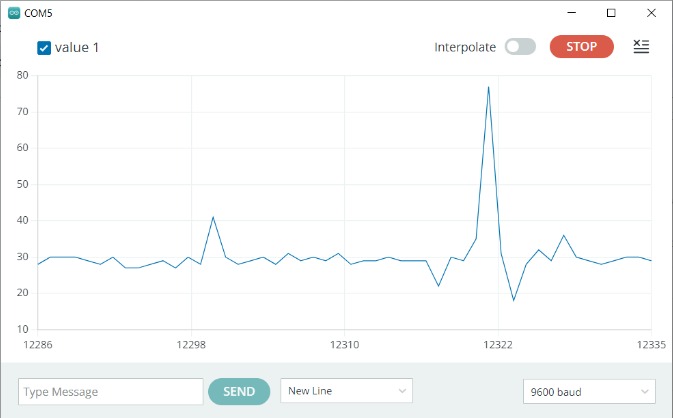 COM5
value 1
Interpolate
STOP
80
70
60
50
40
30
20
10
12286 12298 12310 12322 12335
Type Message
SEND
New Line
9600 baud